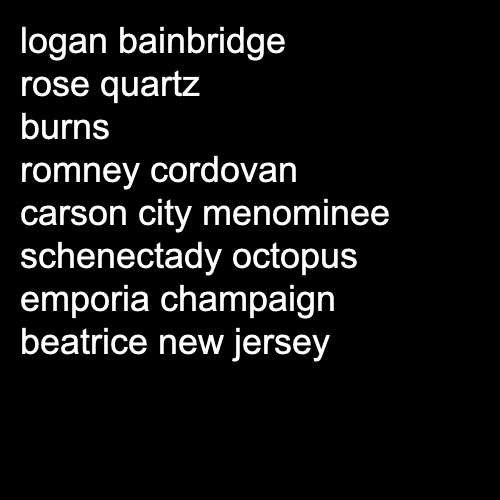 logan bainbridge
rose quartz
burns
romney cordovan
carson city menominee
schenectady octopus
emporia champaign
beatrice new jersey